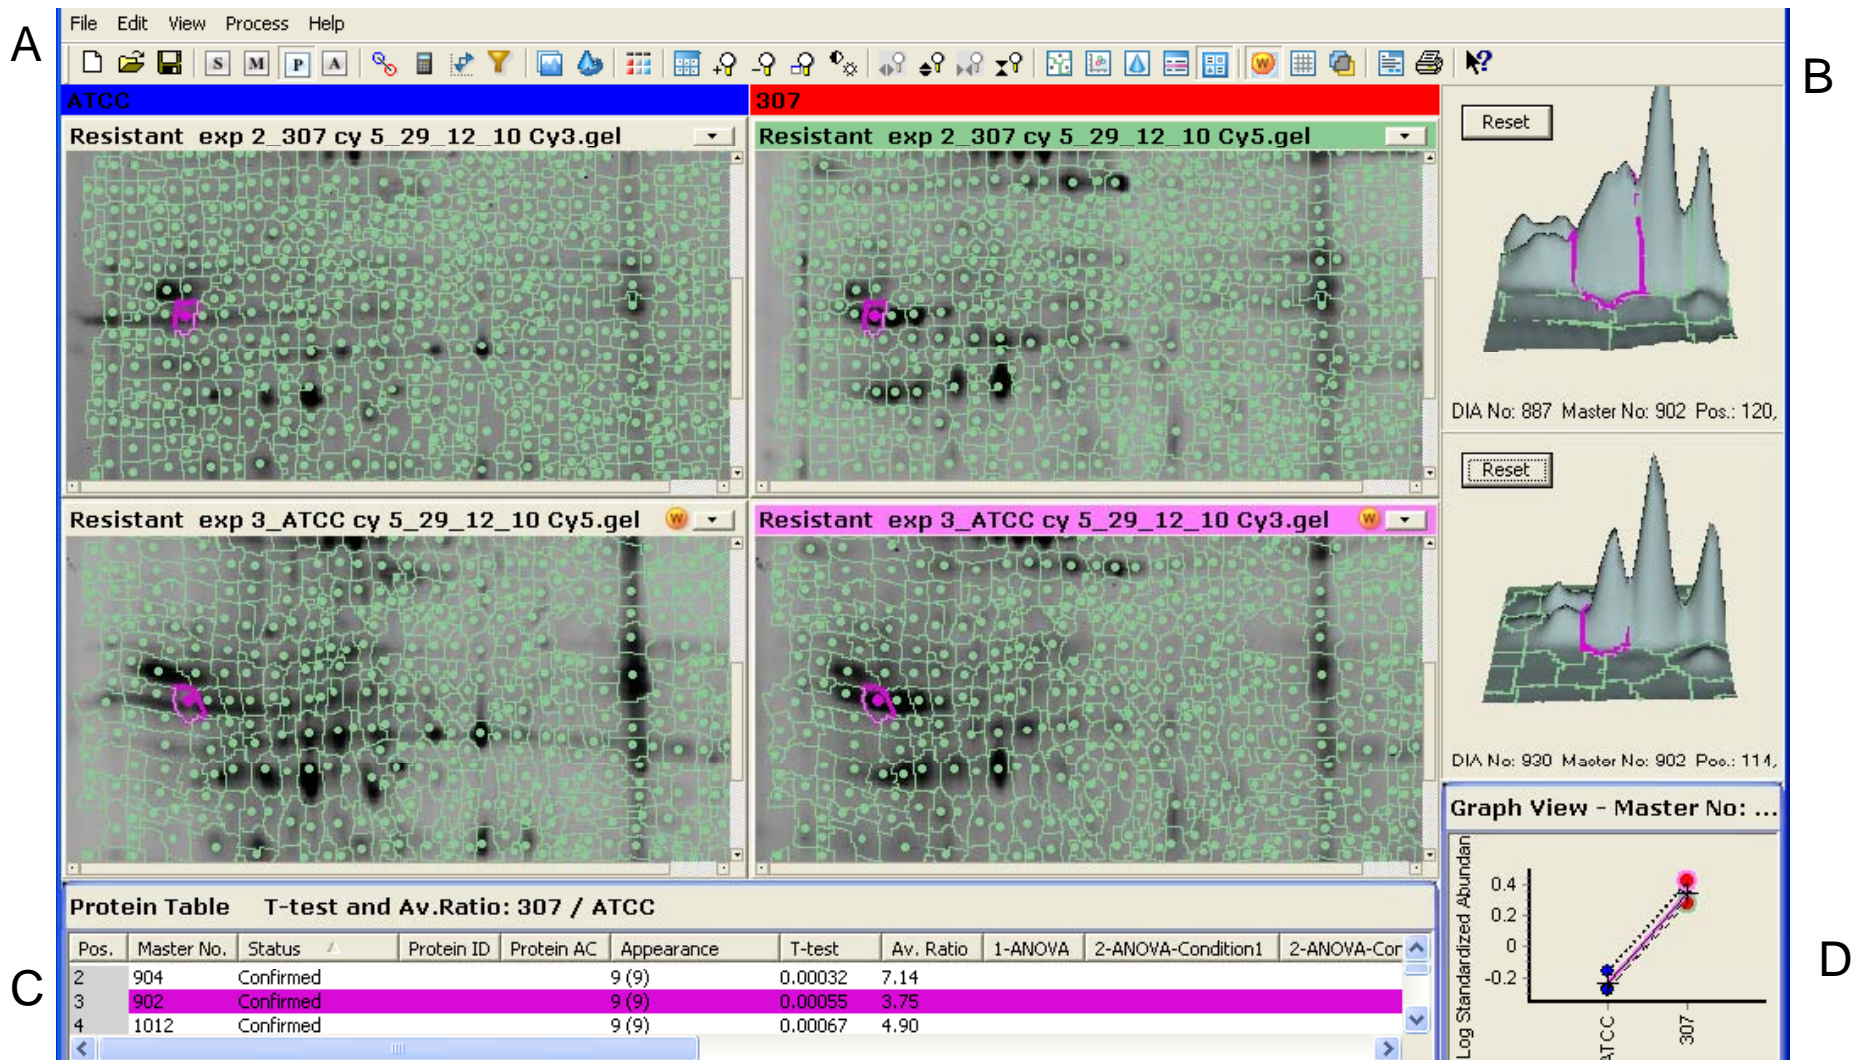 A
B
C
D
File Edit View Process Help
S M P A W
ATCC
307
Resistant exp 2_307 cy 5_29_12_10 Cy3.gel
Resistant exp 2_307 cy 5_29_12_10 Cy5.gel
Resistant exp 3_ATCC cy 5_29_12_10 Cy5.gel W
Resistant exp 3_ATCC cy 5_29_12_10 Cy3.gel W
Reset
DIA No: 887 Master No: 902 Pos.: 120,
Reset
DIA No: 930 Master No: 902 Pos.: 114,
Graph View - Master No: ...
Log Standardized Abundan
0.4
0.2
0
-0.2
ATCC
307
Protein Table T-test and Av.Ratio: 307 / ATCC
Pos. Master No. Status Protein ID Protein AC Appearance T-test Av. Ratio 1-ANOVA 2-ANOVA-Condition1 2-ANOVA-Cor
2 904 Confirmed 9 (9) 0.00032 7.14
3 902 Confirmed 9 (9) 0.00055 3.75
4 1012 Confirmed 9 (9) 0.00067 4.90